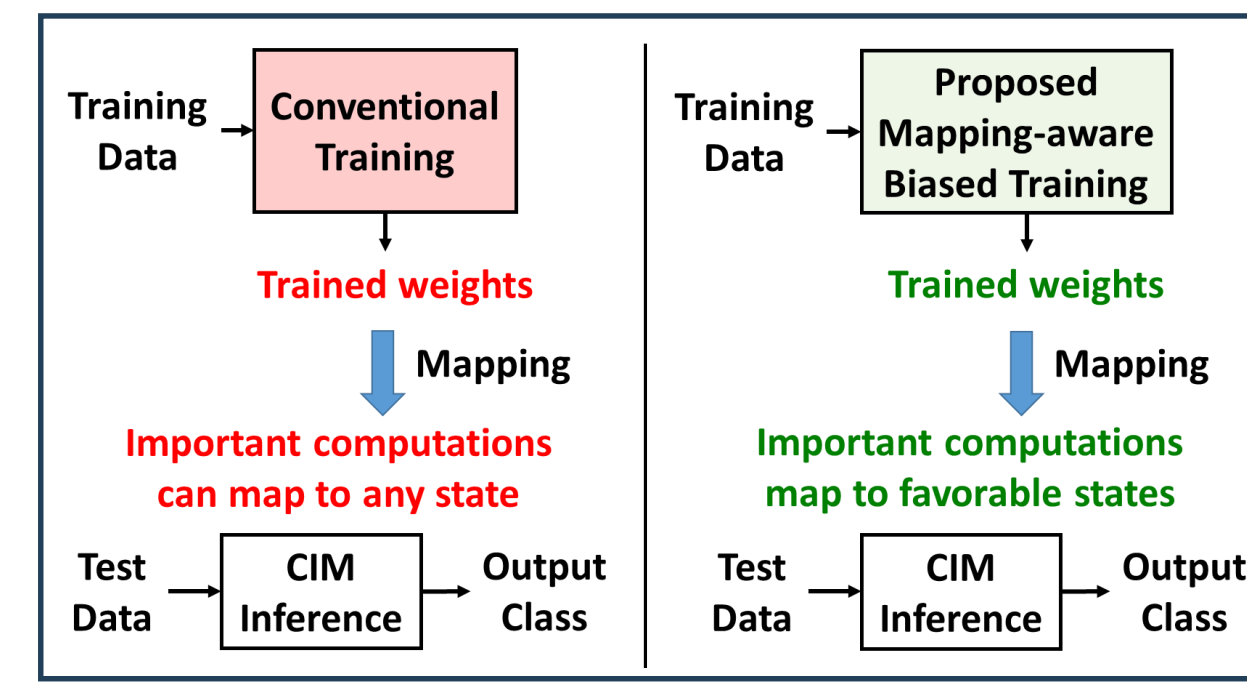 Training
Data
Conventional
Training
Trained weights
Mapping
Important computations
can map to any state
Test
Data
CIM
Inference
Output
Class
Training
Data
Proposed
Mapping-aware
Biased Training
Trained weights
Mapping
Important computations
map to favorable states
Test
Data
CIM
Inference
Output
Class